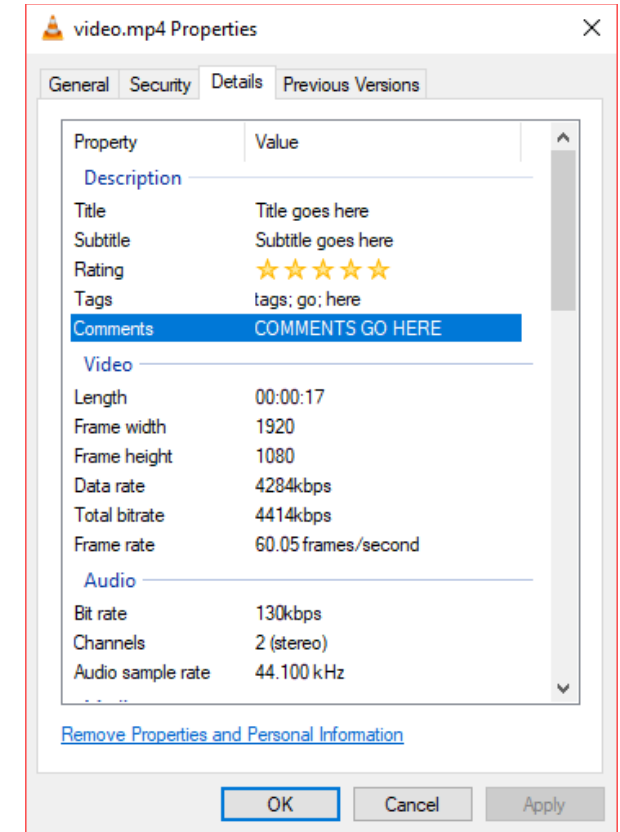 video.mp4 Properties
General Security Details Previous Versions
Property Value
Description
Title Title goes here
Subtitle Subtitle goes here
Rating
Tags tags; go; here
Comments COMMENTS GO HERE
Video
Length 00:00:17
Frame width 1920
Frame height 1080
Data rate 4284kbps
Total bitrate 4414kbps
Frame rate 60.05 frames/second
Audio
Bit rate 130kbps
Channels 2 (stereo)
Audio sample rate 44.100 kHz
Remove Properties and Personal Information
OK Cancel Apply